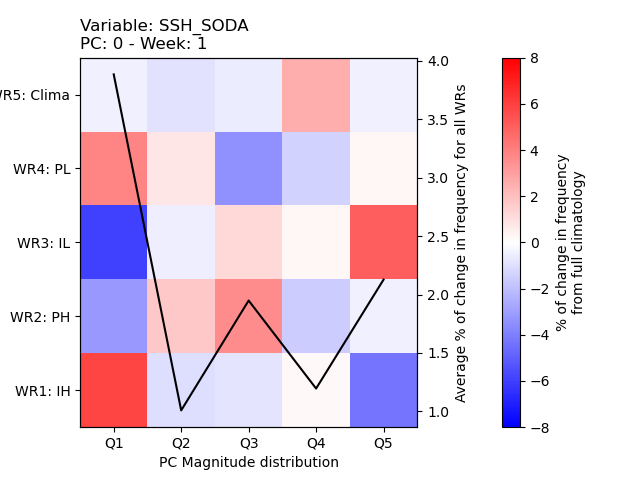 Variable: SSH_SODA
PC: 0 - Week: 1
WR5: Clima
WR4: PL
WR3: IL
WR2: PH
WR1: IH
Q1 Q2 Q3 Q4 Q5
PC Magnitude distribution
4.0
3.5
3.0
2.5
2.0
1.5
1.0
Average % of change in frequency for all WRs
8
6
4
2
0
−2
−4
−6
−8
% of change in frequency
from full climatology